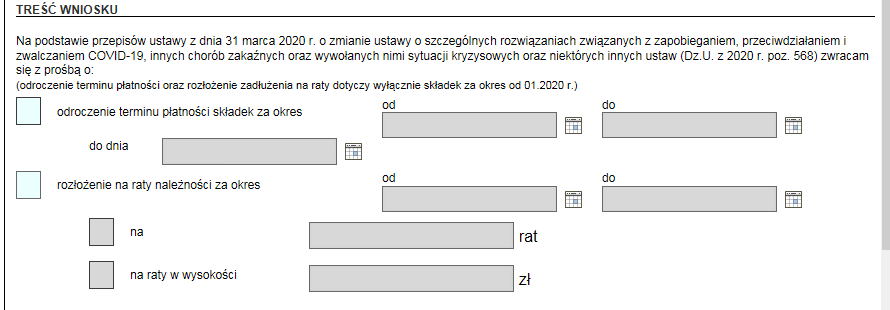 TREŚĆ WNIOSKU
Na podstawie przepisów ustawy z dnia 31 marca 2020 r. o zmianie ustawy o szczególnych rozwiązaniach związanych z zapobieganiem, przeciwdziałaniem i
zwalczaniem COVID-19, innych chorób zakaźnych oraz wywołanych nimi sytuacji kryzysowych oraz niektórych innych ustaw (Dz.U. z 2020 r. poz. 568) zwracam
się z prośbą o:
(odroczenie terminu płatności oraz rozłożenie zadłużenia na raty dotyczy wyłącznie składek za okres od 01.2020 r.)
odroczenie terminu płatności składek za okres od do
do dnia
rozłożenie na raty należności za okres od do
na rat
na raty w wysokości zł